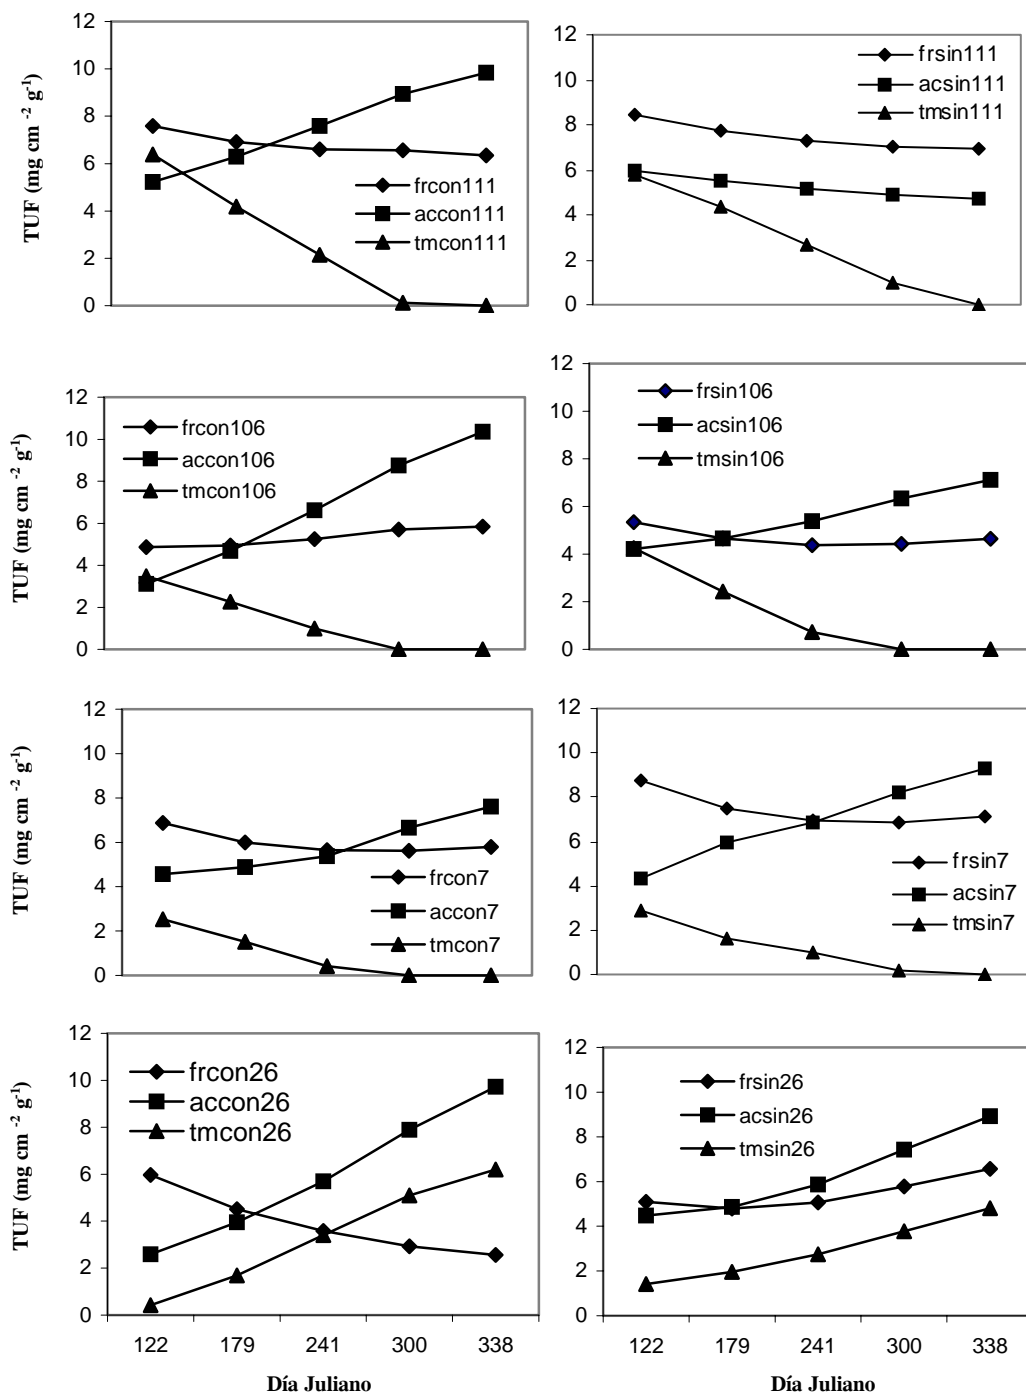 12
10
8
6
4
2
0
TUF (mg cm -2 g-1)
frcon111
accon111
tmcon111
12
10
8
6
4
2
0
frsin111
acsin111
tmsin111
12
10
8
6
4
2
0
TUF (mg cm -2 g-1)
frcon106
accon106
tmcon106
12
10
8
6
4
2
0
frsin106
acsin106
tmsin106
12
10
8
6
4
2
0
TUF (mg cm -2 g-1)
frcon7
accon7
tmcon7
12
10
8
6
4
2
0
frsin7
acsin7
tmsin7
12
10
8
6
4
2
0
TUF (mg cm -2 g-1)
frcon26
accon26
tmcon26
122 179 241 300 338
Día Juliano
12
10
8
6
4
2
0
frsin26
acsin26
tmsin26
122 179 241 300 338
Día Juliano